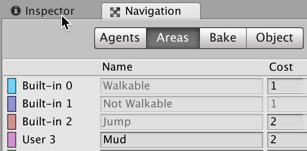 Inspector Navigation
Agents Areas Bake Object
Name Cost
Built-in 0 Walkable 1
Built-in 1 Not Walkable 1
Built-in 2 Jump 2
User 3 Mud 2